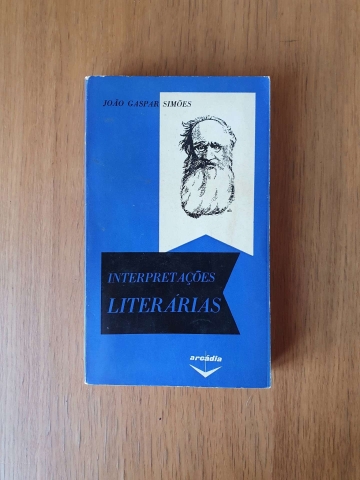 JOÃO GASPAR SIMÕES
INTERPRETAÇÕES
LITERÁRIAS
arcádia